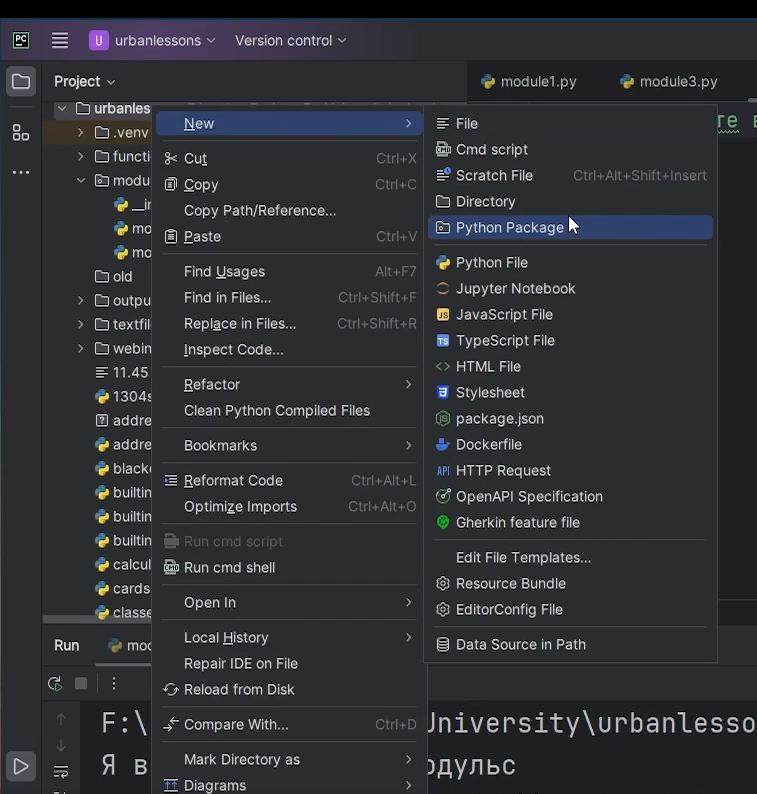 PC
U urbanlessons Version control
Project
module1.py module3.py
urbanles
.venv
functi
modu
old
outpu
textfil
webin
11.45
1304s
addre
addre
black
builtin
builtin
builtin
calcul
cards
classe
New
Cut Ctrl+X
Copy Ctrl+C
Copy Path/Reference...
Paste Ctrl+V
Find Usages Alt+F7
Find in Files... Ctrl+Shift+F
Replace in Files... Ctrl+Shift+R
Inspect Code...
Refactor
Clean Python Compiled Files
Bookmarks
Reformat Code Ctrl+Alt+L
Optimize Imports Ctrl+Alt+O
Run cmd script
Run cmd shell
Open In
Local History
Repair IDE on File
Reload from Disk
Compare With... Ctrl+D
Mark Directory as
Diagrams
File
Cmd script
Scratch File Ctrl+Alt+Shift+Insert
Directory
Python Package
Python File
Jupyter Notebook
JS JavaScript File
TS TypeScript File
HTML File
Stylesheet
package.json
Dockerfile
API HTTP Request
OpenAPI Specification
Gherkin feature file
Edit File Templates...
Resource Bundle
EditorConfig File
Data Source in Path
те
Run
F:\ University\urbanlesso
Я в одульс